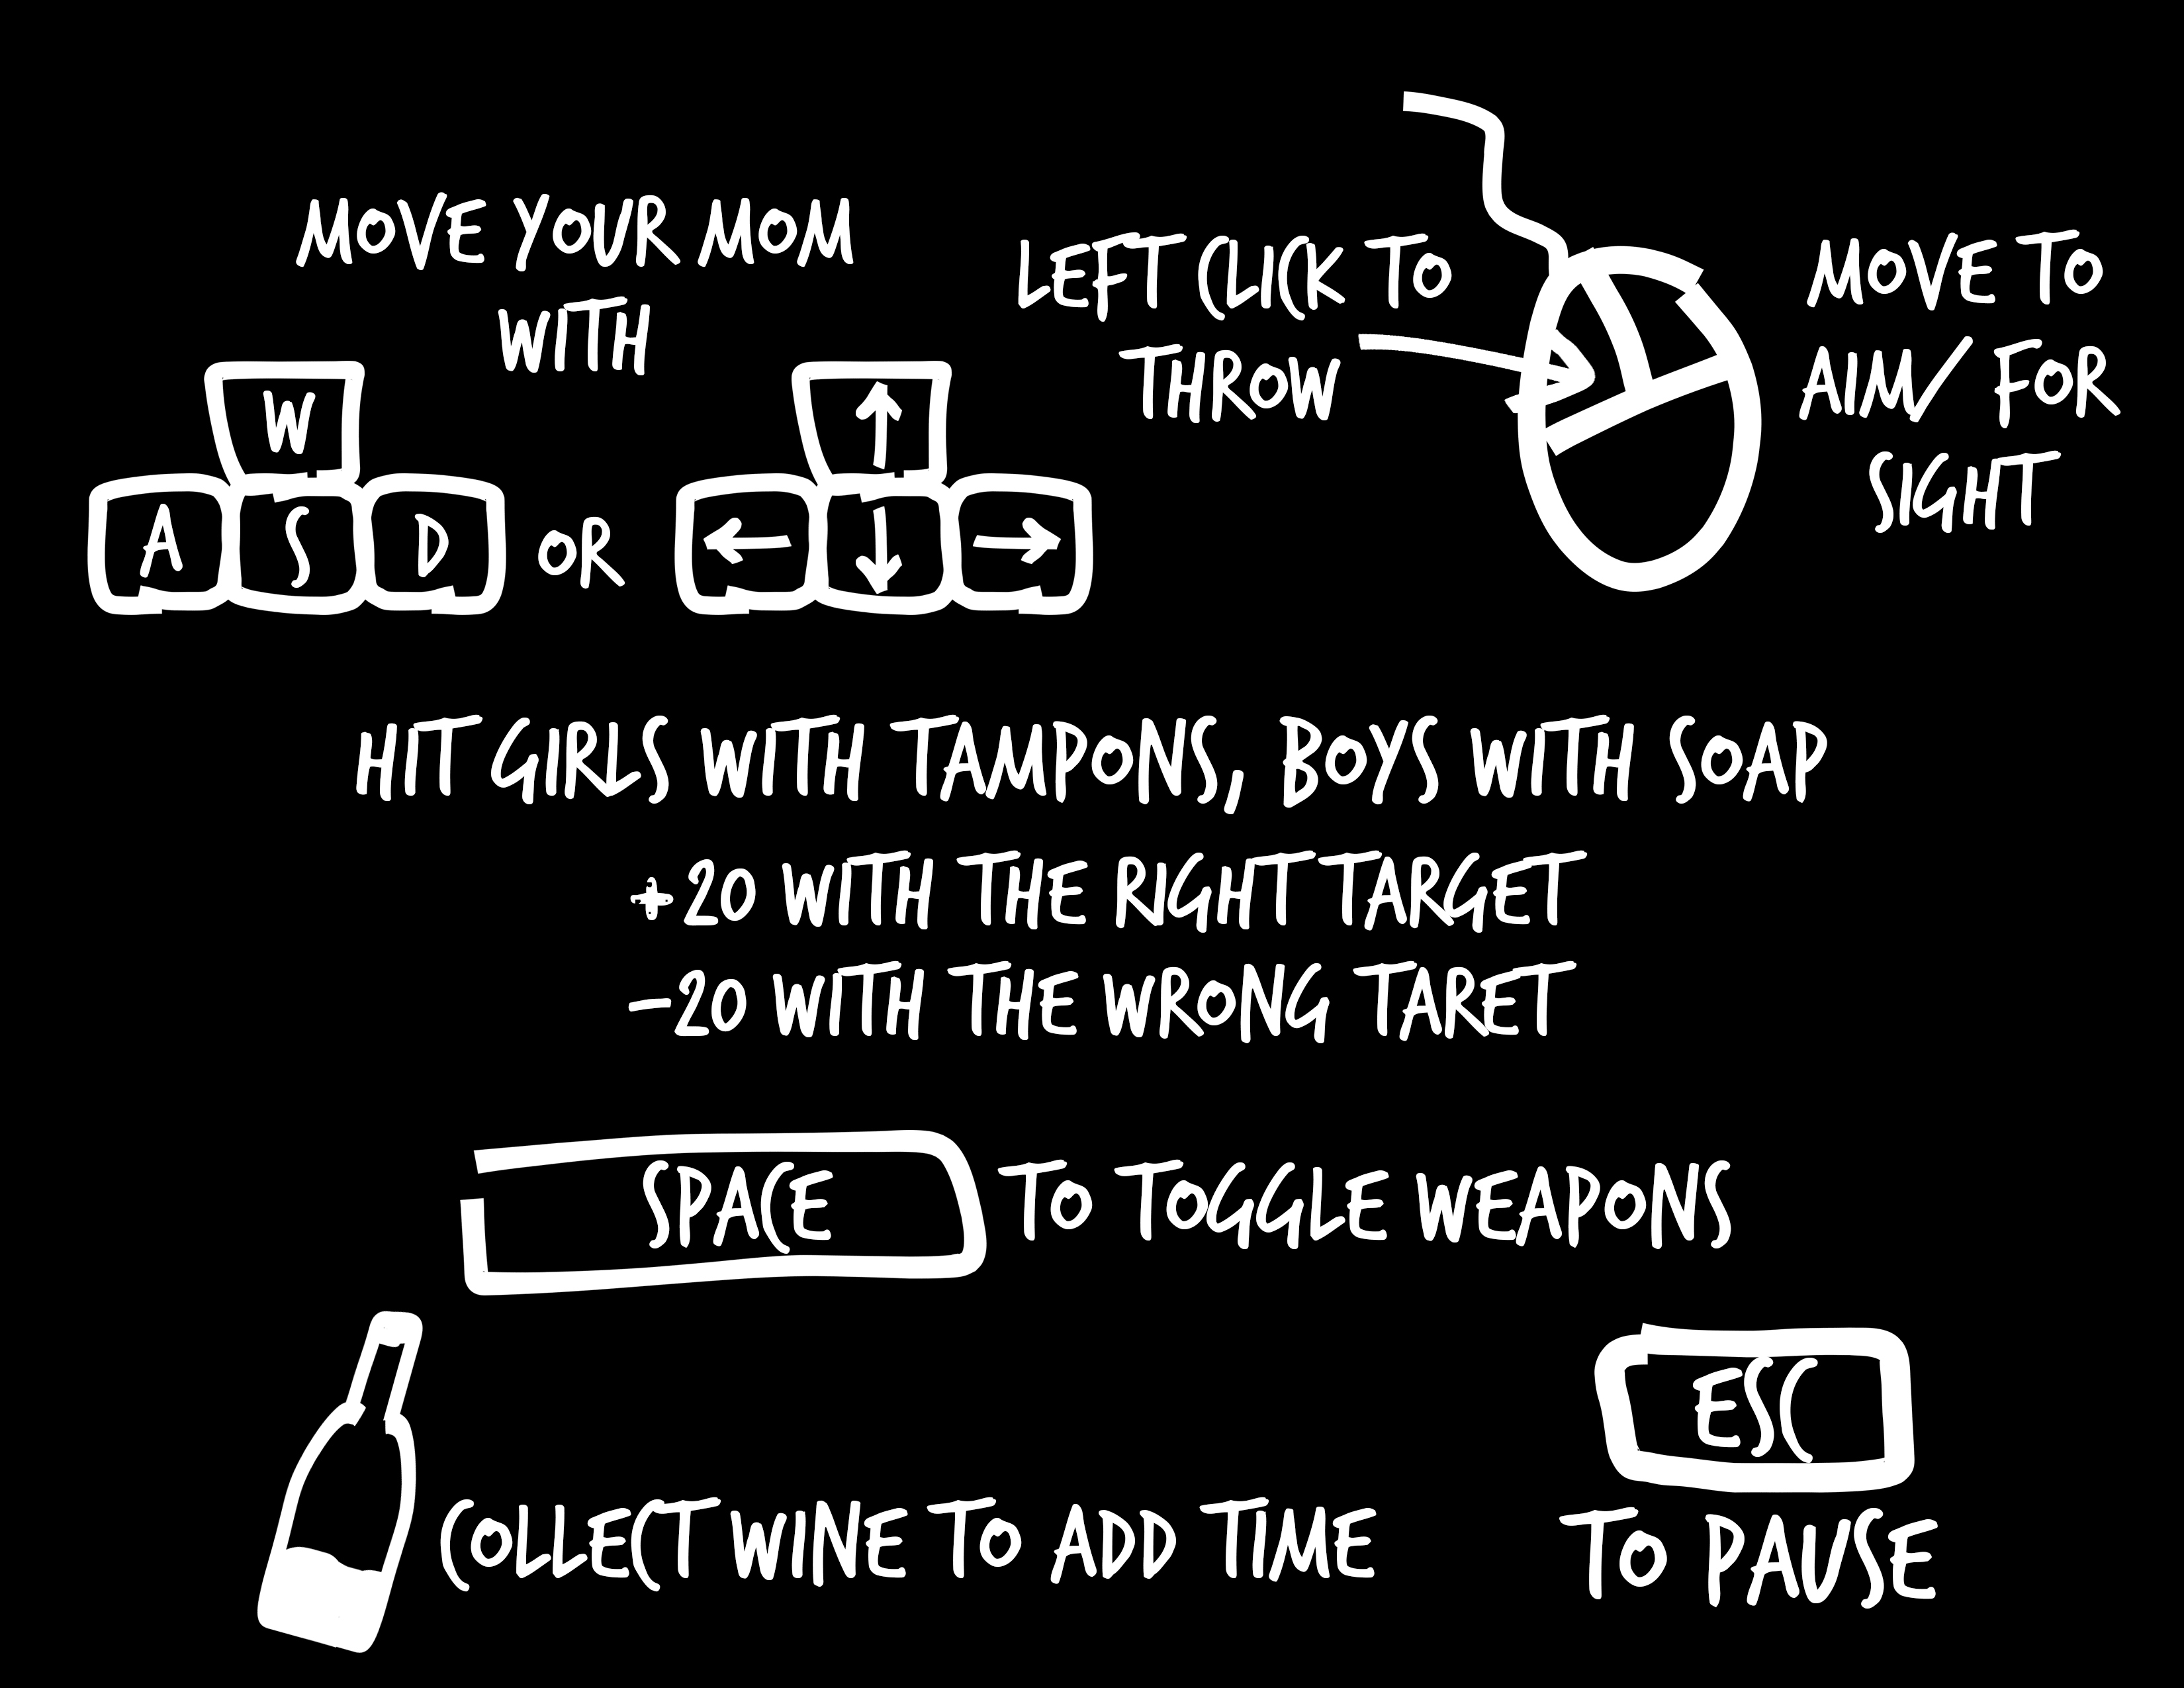 MOVE YOUR MOM
WITH
W
A S D OR ← ↓ → ↑
LEFT CLICK TO
THROW
MOVE TO
AIM/ FOR
SIGHT
HIT GIRLS WITH TAMPONS, BOYS WITH SOAP
+20 WITH THE RIGHT TARGET
-20 WITH THE WRONG TARET
SPACE TO TOGGLE WEAPONS
ESC
COLLECT WINE TO ADD TIME
TO PAUSE